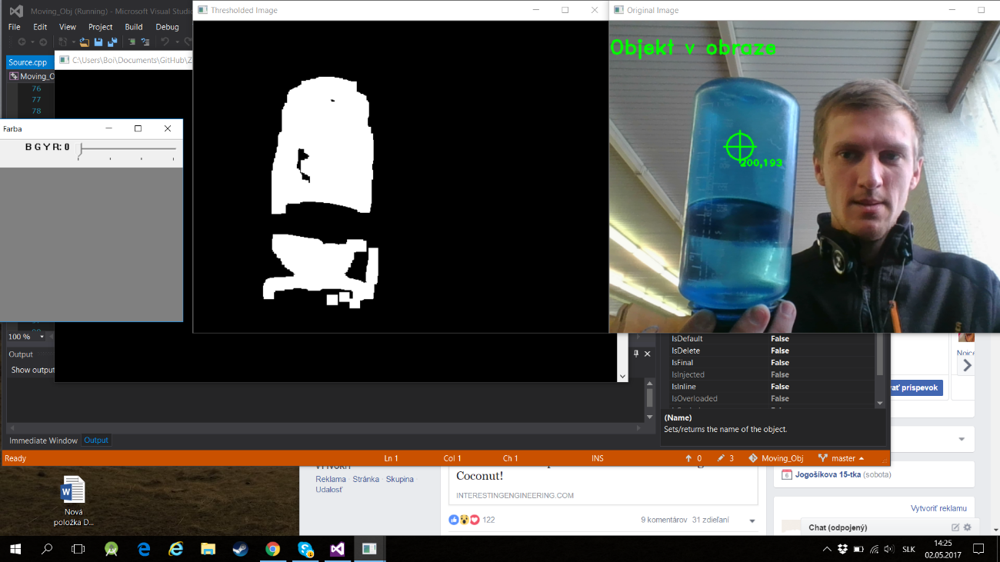 Moving_Obj (Running) - Microsoft Visual Studi
File Edit View Project Build Debug
Source.cpp
Moving_O
76
77
78
C:\Users\Boi\Documents\GitHub\Z
Thresholded Image
Original Image
Objekt v obraze
200,193
Farba
B G Y R: 0
100 %
Output
Show output
Immediate Window Output
IsDefault False
IsDelete False
IsFinal False
IsInjected False
IsInline False
IsOverloaded False
(Name)
Sets/returns the name of the object.
Ready Ln 1 Col 1 Ch 1 INS 0 3 Moving_Obj master
vať príspevok
Reklama · Stránka · Skupina ·
Udalosť
Coconut!
INTERESTINGENGINEERING.COM
122 9 komentárov 31 zdieľaní
6 Jogošíkova 15-tka (sobota)
Vytvoriť reklamu
Chat (odpojený)
Nová
položka D...
SLK
14:25
02.05.2017